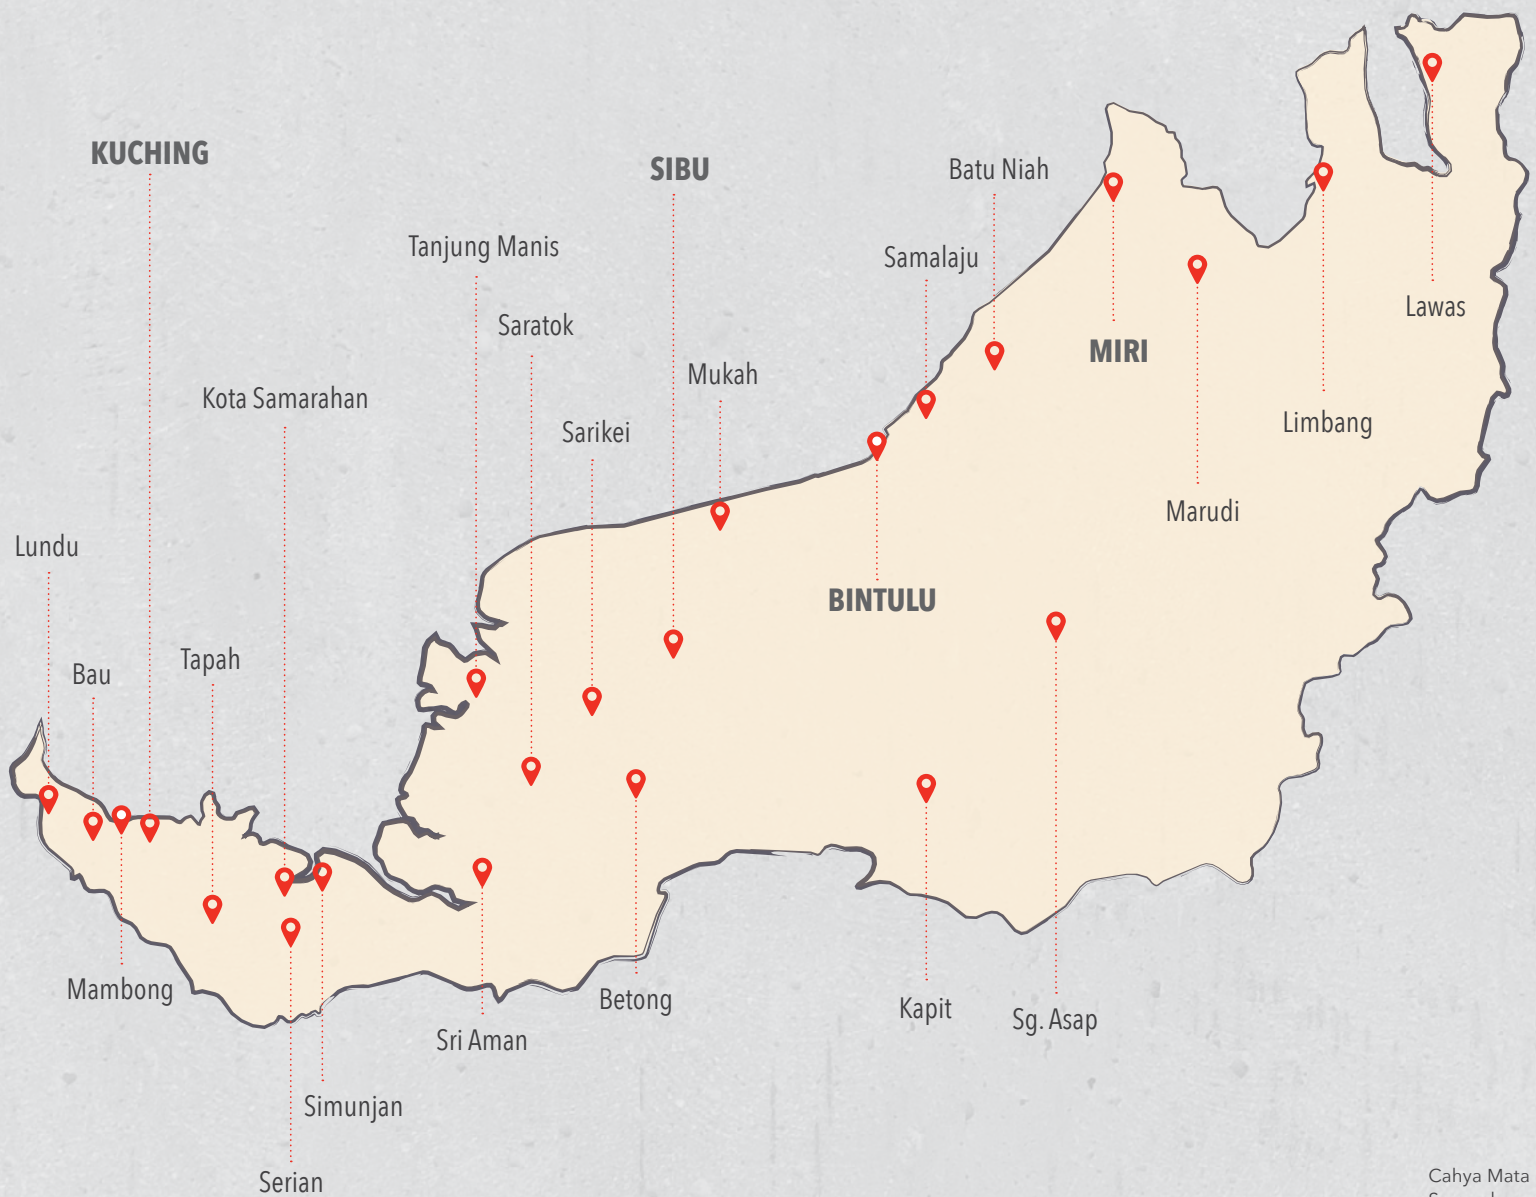 KUCHING
SIBU
Batu Niah
Tanjung Manis
Samalaju
Lawas
Saratok
MIRI
Mukah
Kota Samarahan
Limbang
Sarikei
Marudi
Lundu
BINTULU
Tapah
Bau
Mambong
Betong
Kapit
Sg. Asap
Sri Aman
Simunjan
Serian
Cahya Mata